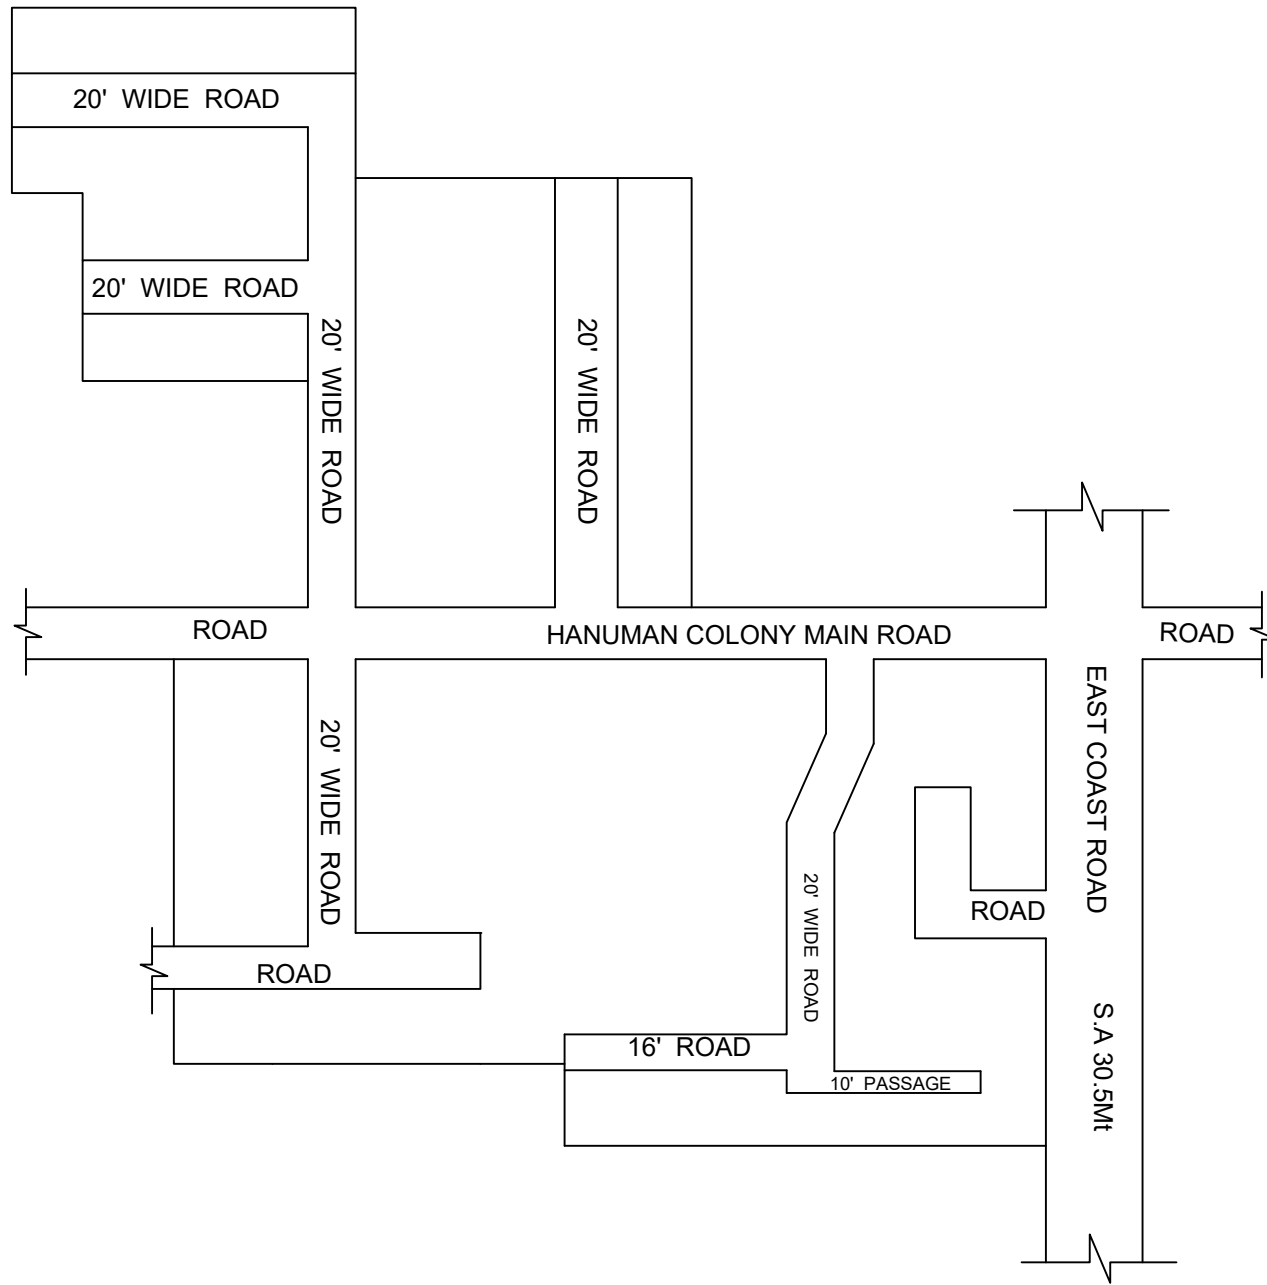 20' WIDE ROAD
20' WIDE ROAD
20' WIDE ROAD
20' WIDE ROAD
ROAD
HANUMAN COLONY MAIN ROAD
ROAD
EAST COAST ROAD
20' WIDE ROAD
20' WIDE ROAD
ROAD
ROAD
S.A 30.5Mt
16' ROAD
10' PASSAGE